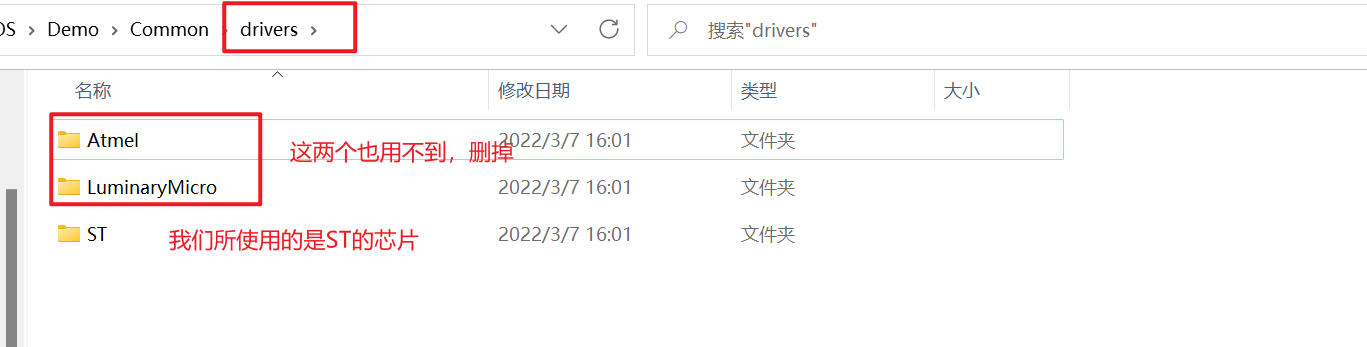 OS > Demo > Common > drivers >
搜索"drivers"
名称 修改日期 类型 大小
Atmel 2022/3/7 16:01 文件夹
这两个也用不到，删掉
LuminaryMicro 2022/3/7 16:01 文件夹
ST 2022/3/7 16:01 文件夹
我们所使用的是ST的芯片